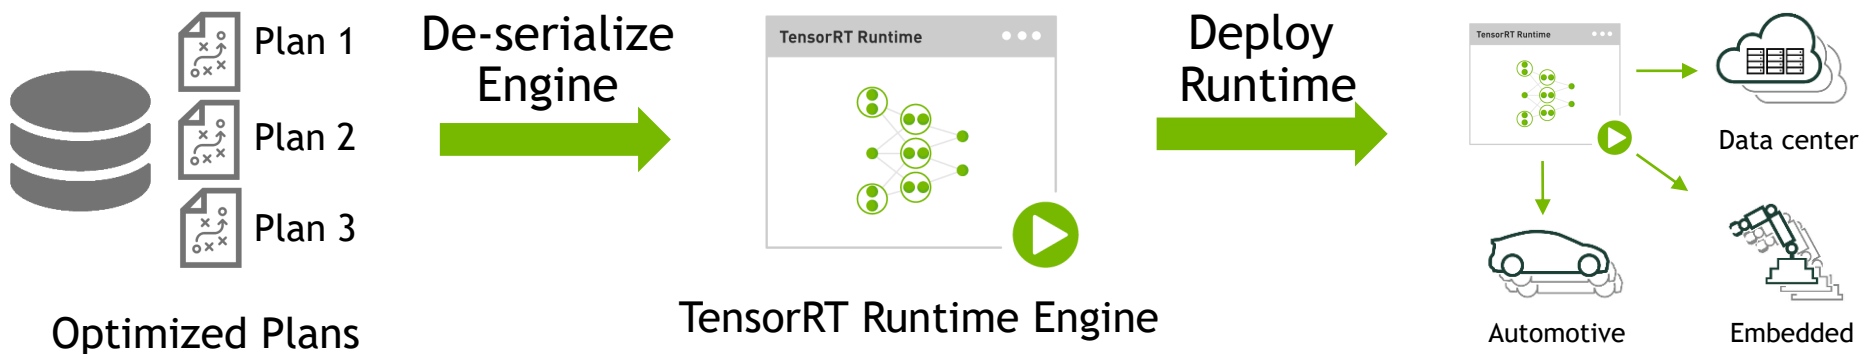 Plan 1
Plan 2
Plan 3
Optimized Plans
De-serialize
Engine
TensorRT Runtime
TensorRT Runtime Engine
Deploy
Runtime
TensorRT Runtime
Data center
Automotive
Embedded